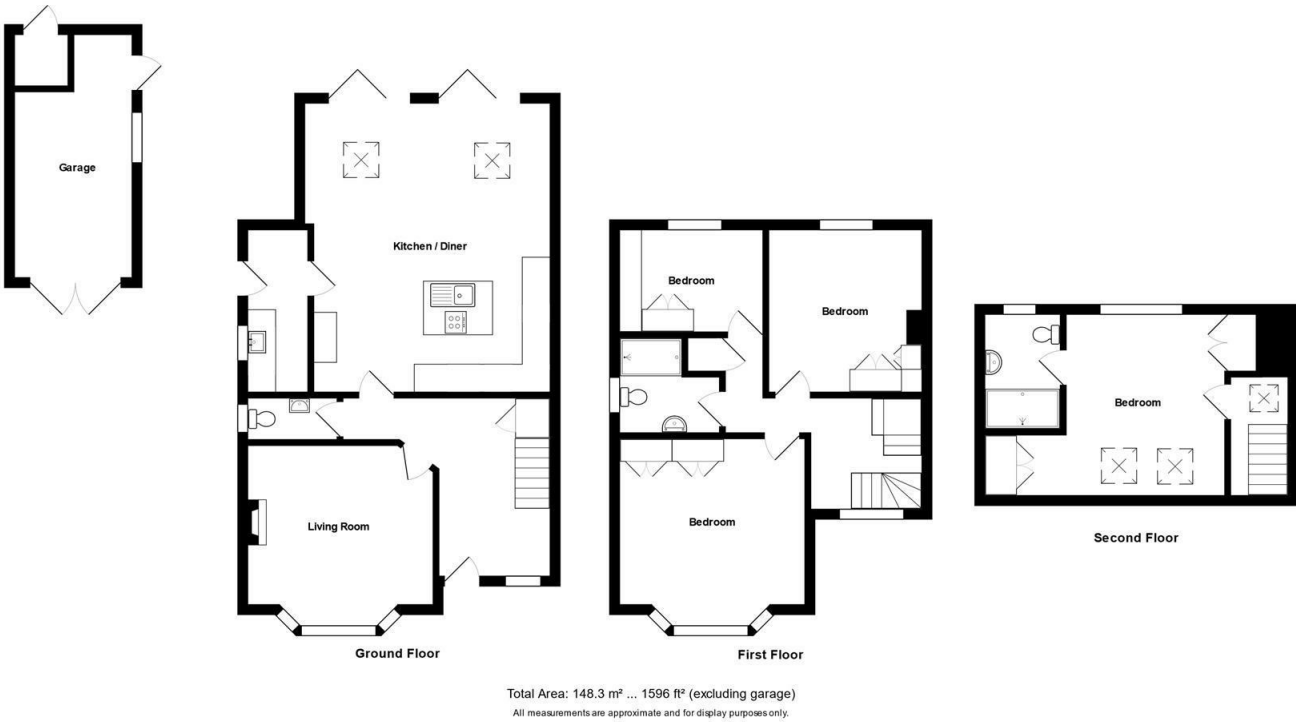 Garage
Kitchen / Diner
Living Room
Ground Floor
Bedroom
Bedroom
Bedroom
First Floor
Bedroom
Second Floor
Total Area: 148.3 m² ... 1596 ft² (excluding garage)
All measurements are approximate and for display purposes only.